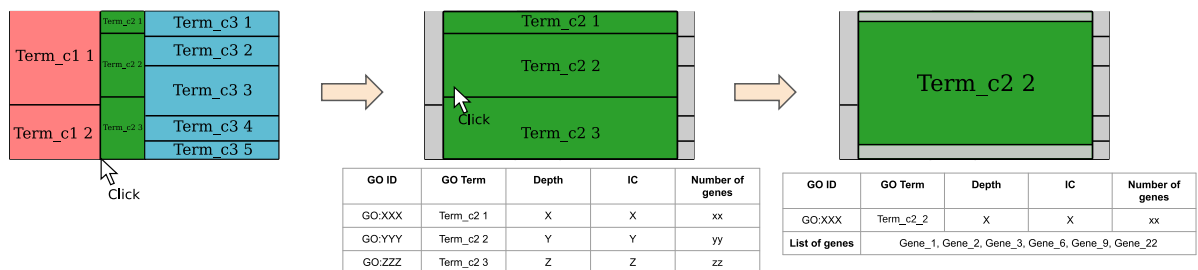 Term_c1 1
Term_c1 2
Term_c2 1
Term_c2 2
Term_c2 3
Term_c3 1
Term_c3 2
Term_c3 3
Term_c3 4
Term_c3 5
Click
Term_c2 1
Term_c2 2
Term_c2 3
Click
GO ID GO Term Depth IC Number of genes
GO:XXX Term_c2 1 X X xx
GO:YYY Term_c2 2 Y Y yy
GO:ZZZ Term_c2 3 Z Z zz
Term_c2 2
GO ID GO Term Depth IC Number of genes
GO:XXX Term_c2_2 X X xx
List of genes Gene_1, Gene_2, Gene_3, Gene_6, Gene_9, Gene_22